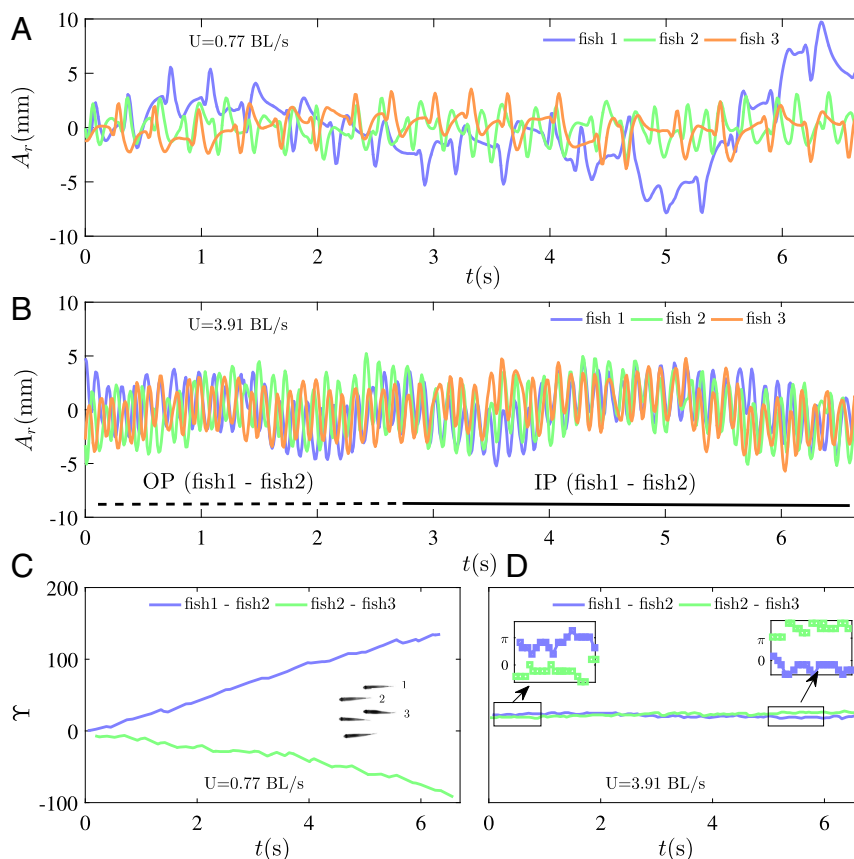 A
U=0.77 BL/s
fish 1 fish 2 fish 3
10
5
0
-5
-10
A_r(mm)
0 1 2 3 4 5 6
t(s)
B
U=3.91 BL/s
fish 1 fish 2 fish 3
10
5
0
-5
-10
A_r(mm)
OP (fish1 - fish2) IP (fish1 - fish2)
0 1 2 3 4 5 6
t(s)
C
fish1 - fish2 fish2 - fish3
200
100
0
-100
Υ
1
2
3
U=0.77 BL/s
0 2 4 6
t(s)
D
fish1 - fish2 fish2 - fish3
π
0
π
0
U=3.91 BL/s
0 2 4 6
t(s)